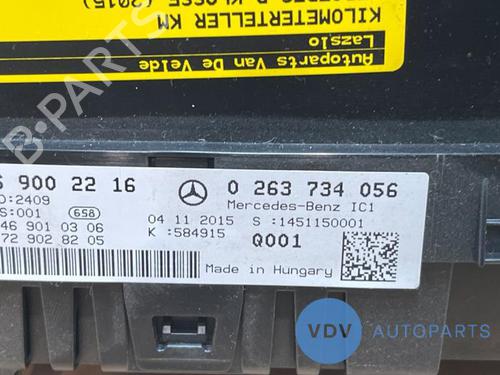 B-PARTS
KILOMETERTELLER KM
Lazslo
Autoparts Van De Velde
6 900 22 16
0 263 734 056
:2409
Mercedes-Benz IC1
S:001
658
04 11 2015
S :1451150001
46 901 03 06
K :584915
Q001
72 902 82 05
Made in Hungary
VDV AUTOPARTS